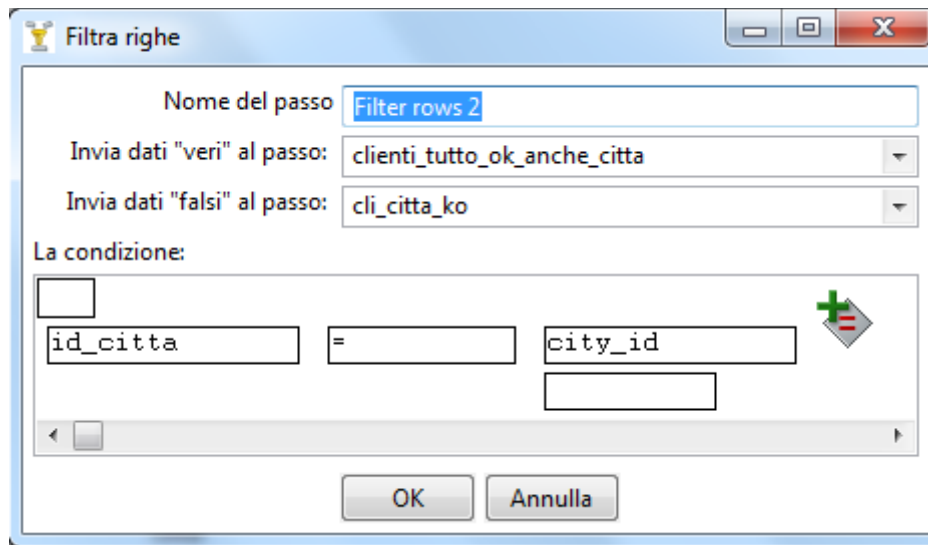 Filtra righe
Nome del passo Filter rows 2
Invia dati "veri" al passo: clienti_tutto_ok_anche_citta
Invia dati "falsi" al passo: cli_citta_ko
La condizione:
id_citta = city_id
OK Annulla